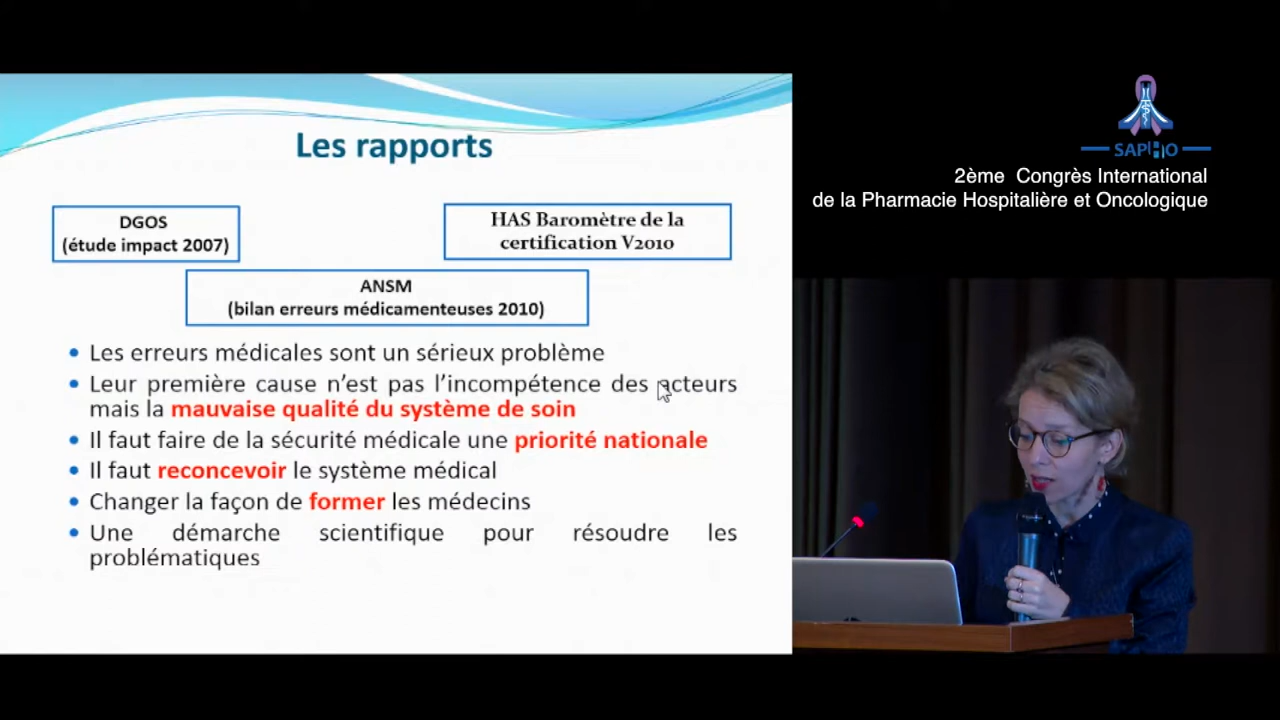 Les rapports
DGOS
(étude impact 2007)
HAS Baromètre de la
certification V2010
ANSM
(bilan erreurs médicamenteuses 2010)
• Les erreurs médicales sont un sérieux problème
• Leur première cause n’est pas l’incompétence des acteurs
mais la mauvaise qualité du système de soin
• Il faut faire de la sécurité médicale une priorité nationale
• Il faut reconcevoir le système médical
• Changer la façon de former les médecins
• Une démarche scientifique pour résoudre les
problématiques
SAPHO
2ème Congrès International
de la Pharmacie Hospitalière et Oncologique